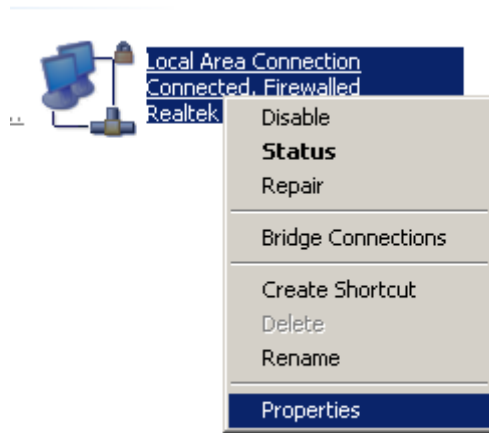 Local Area Connection
Connected, Firewalled
Realtek
Disable
Status
Repair
Bridge Connections
Create Shortcut
Delete
Rename
Properties